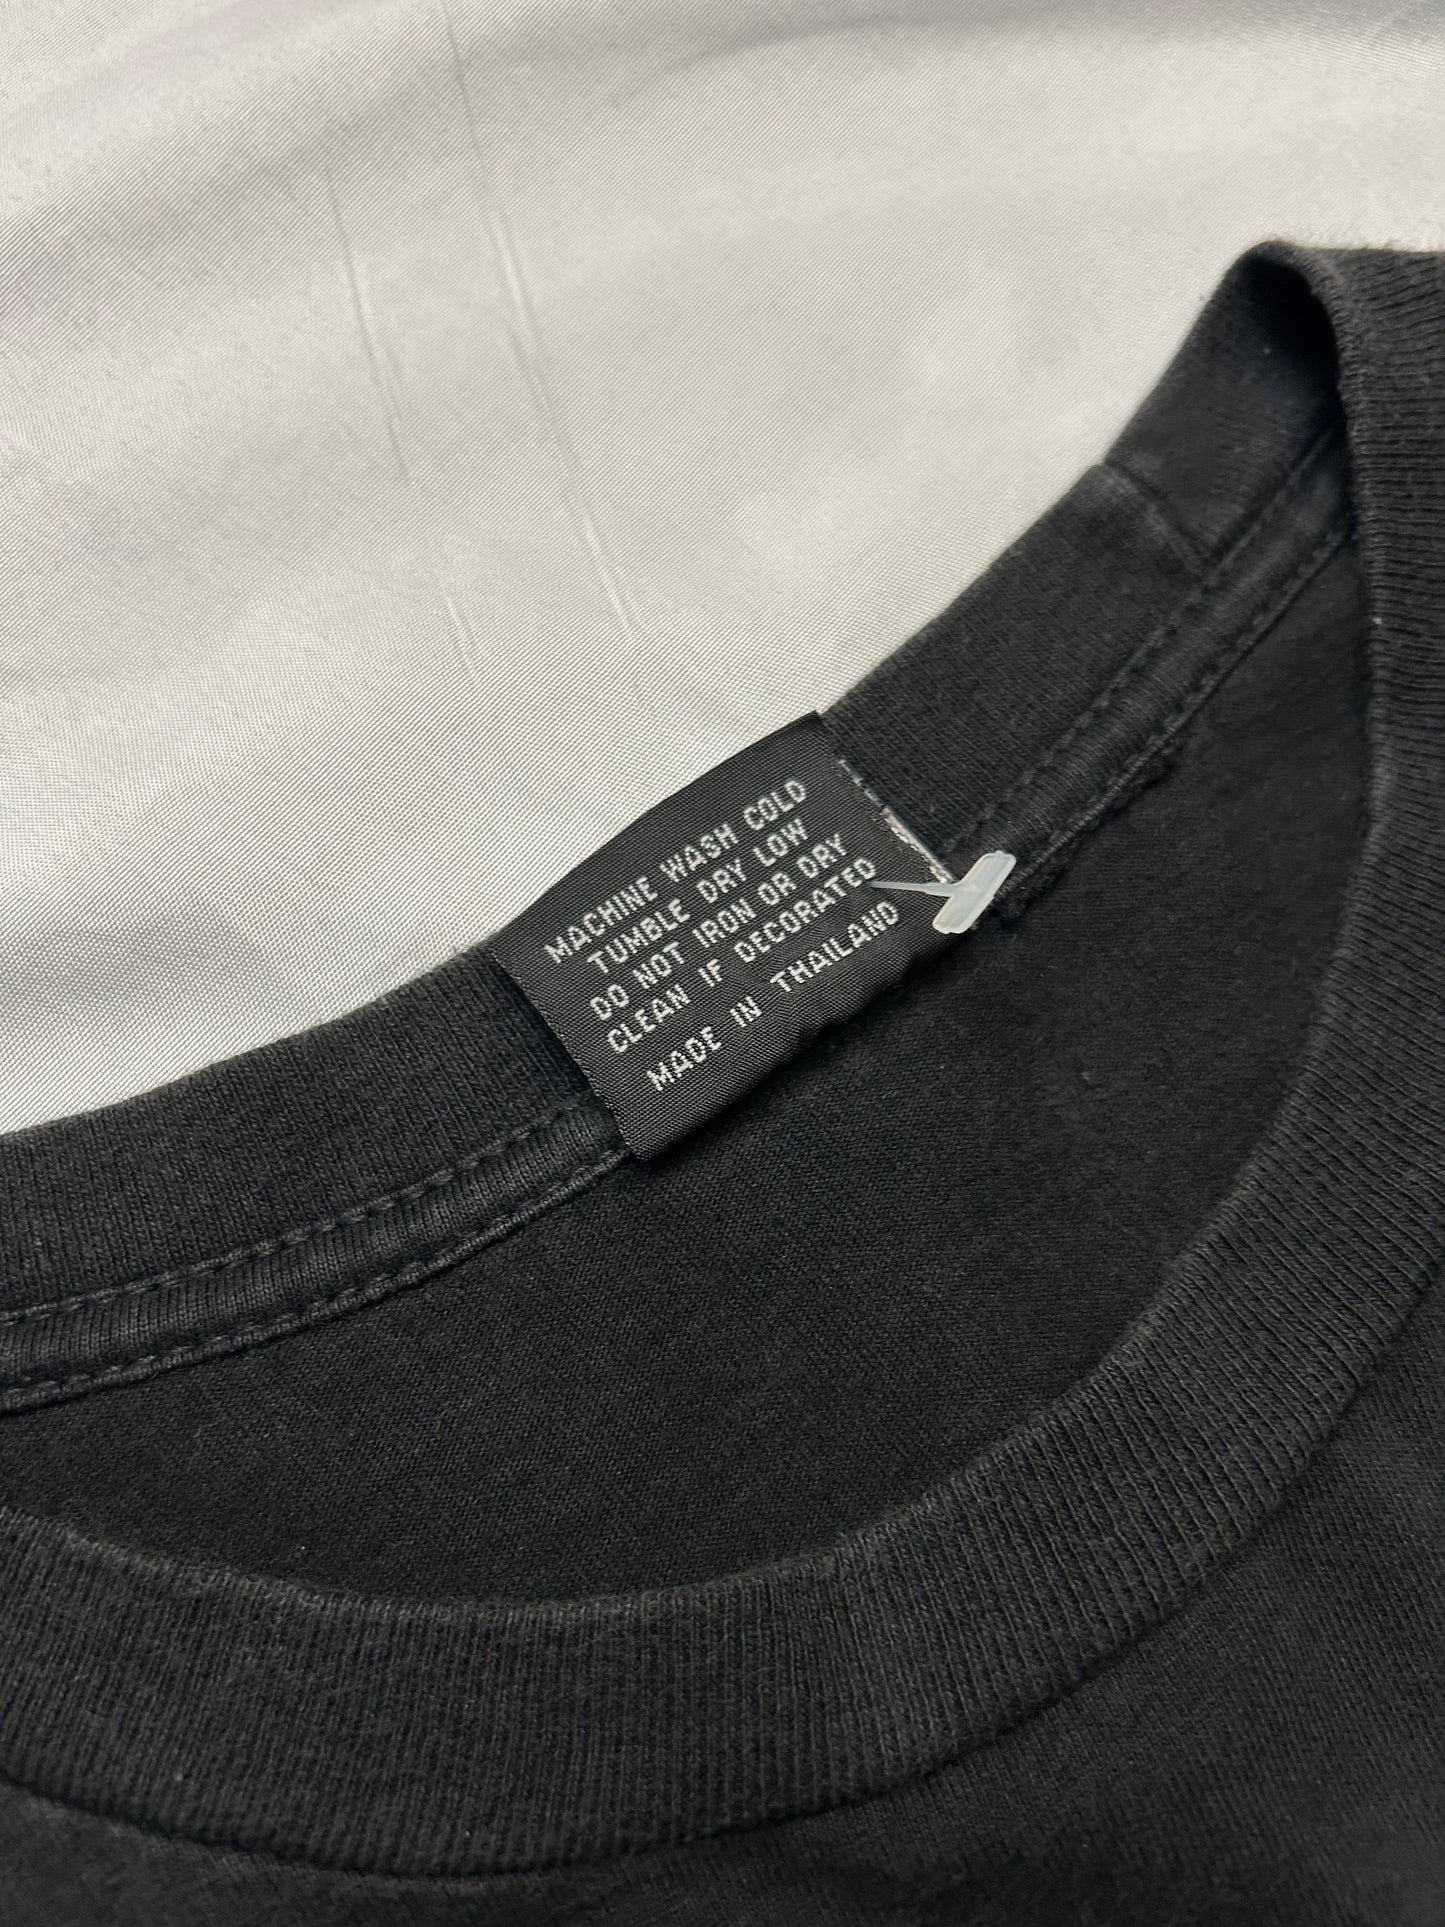 MACHINE WASH COLD
TUMBLE DRY LOW
DO NOT IRON OR DRY
CLEAN IF DECORATED
MADE IN THAILAND